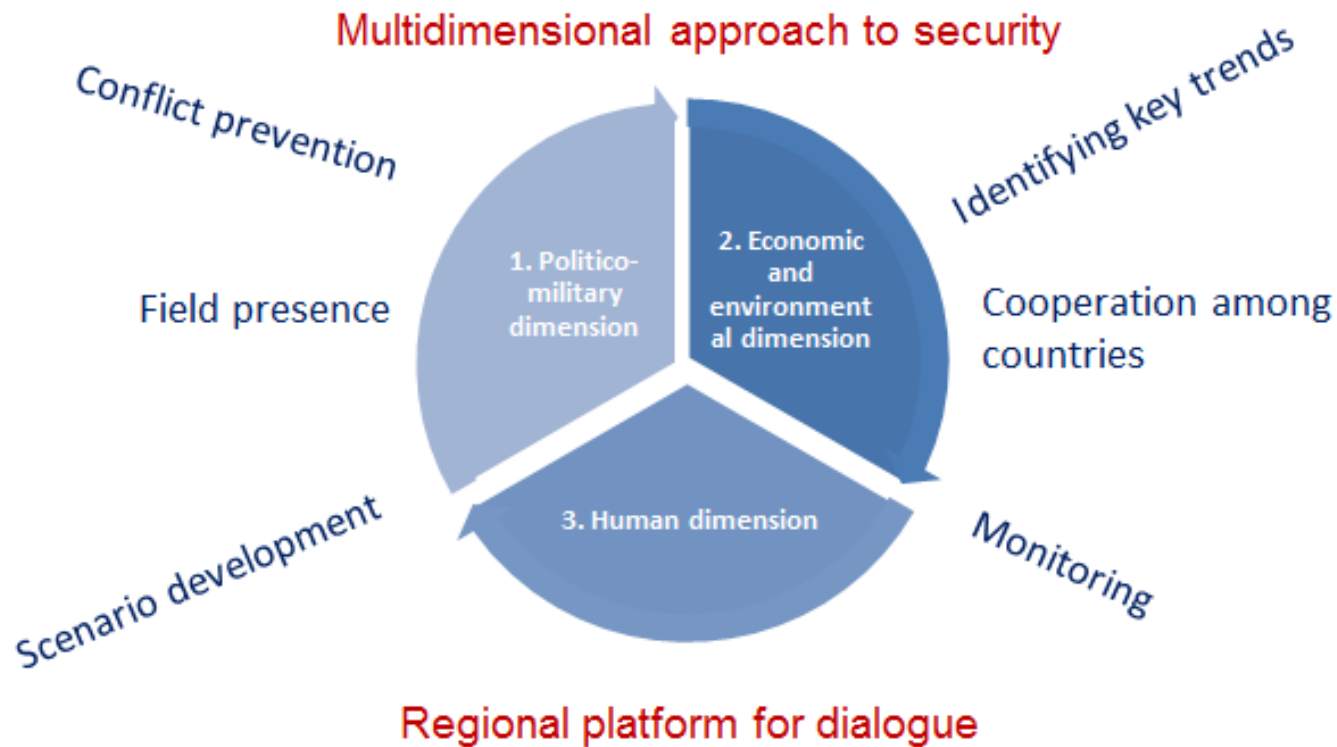 Multidimensional approach to security
Conflict prevention
Identifying key trends
1. Politico-
military
dimension
2. Economic
and
environment
al dimension
Field presence
Cooperation among
countries
3. Human dimension
Scenario development
Monitoring
Regional platform for dialogue